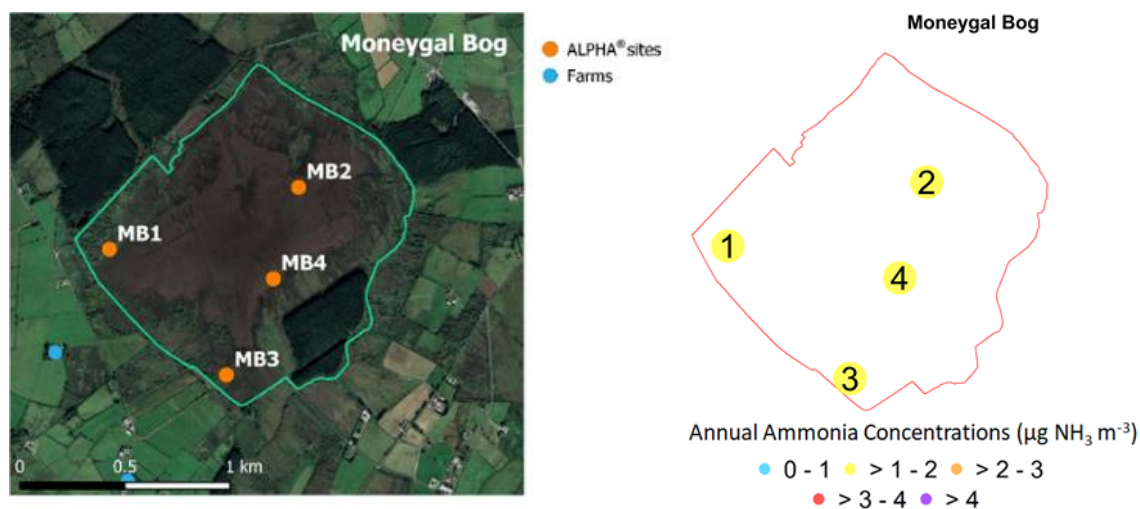 Moneygal Bog
ALPHA® sites
Farms
MB2
MB1
MB4
MB3
0 0.5 1 km
Moneygal Bog
2
1
4
3
Annual Ammonia Concentrations (µg NH₃ m⁻³)
0 - 1 > 1 - 2 > 2 - 3
> 3 - 4 > 4